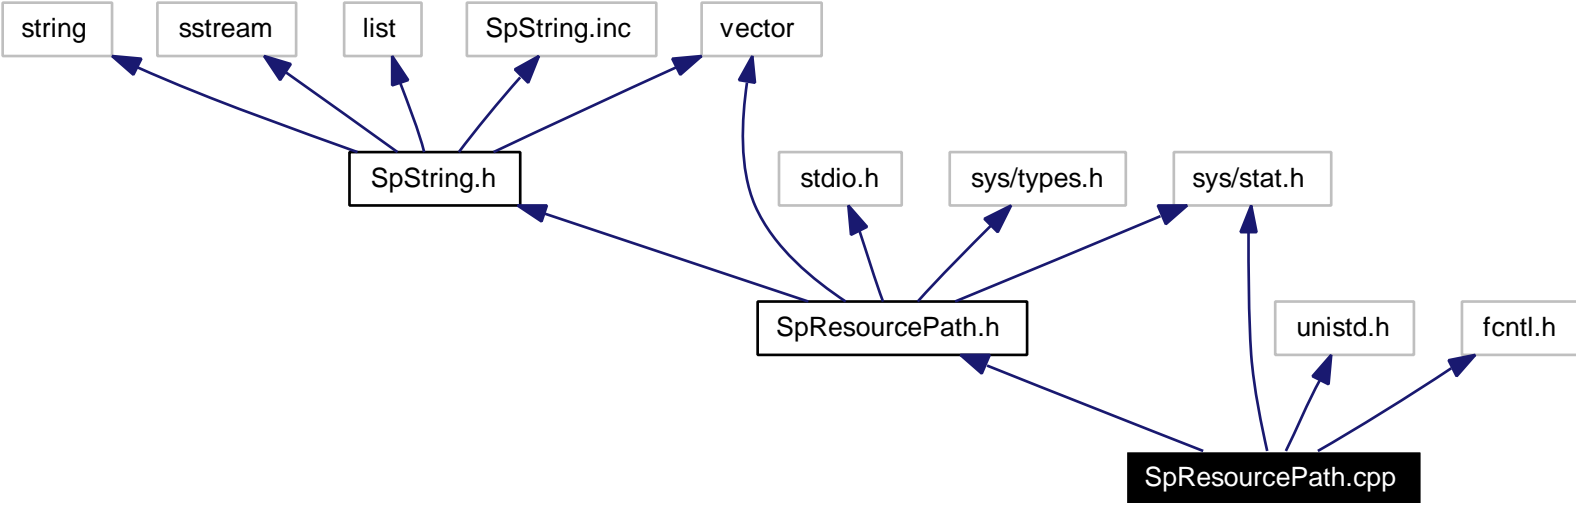 string
sstream
list
SpString.inc
vector
SpString.h
stdio.h
sys/types.h
sys/stat.h
SpResourcePath.h
unistd.h
fcntl.h
SpResourcePath.cpp